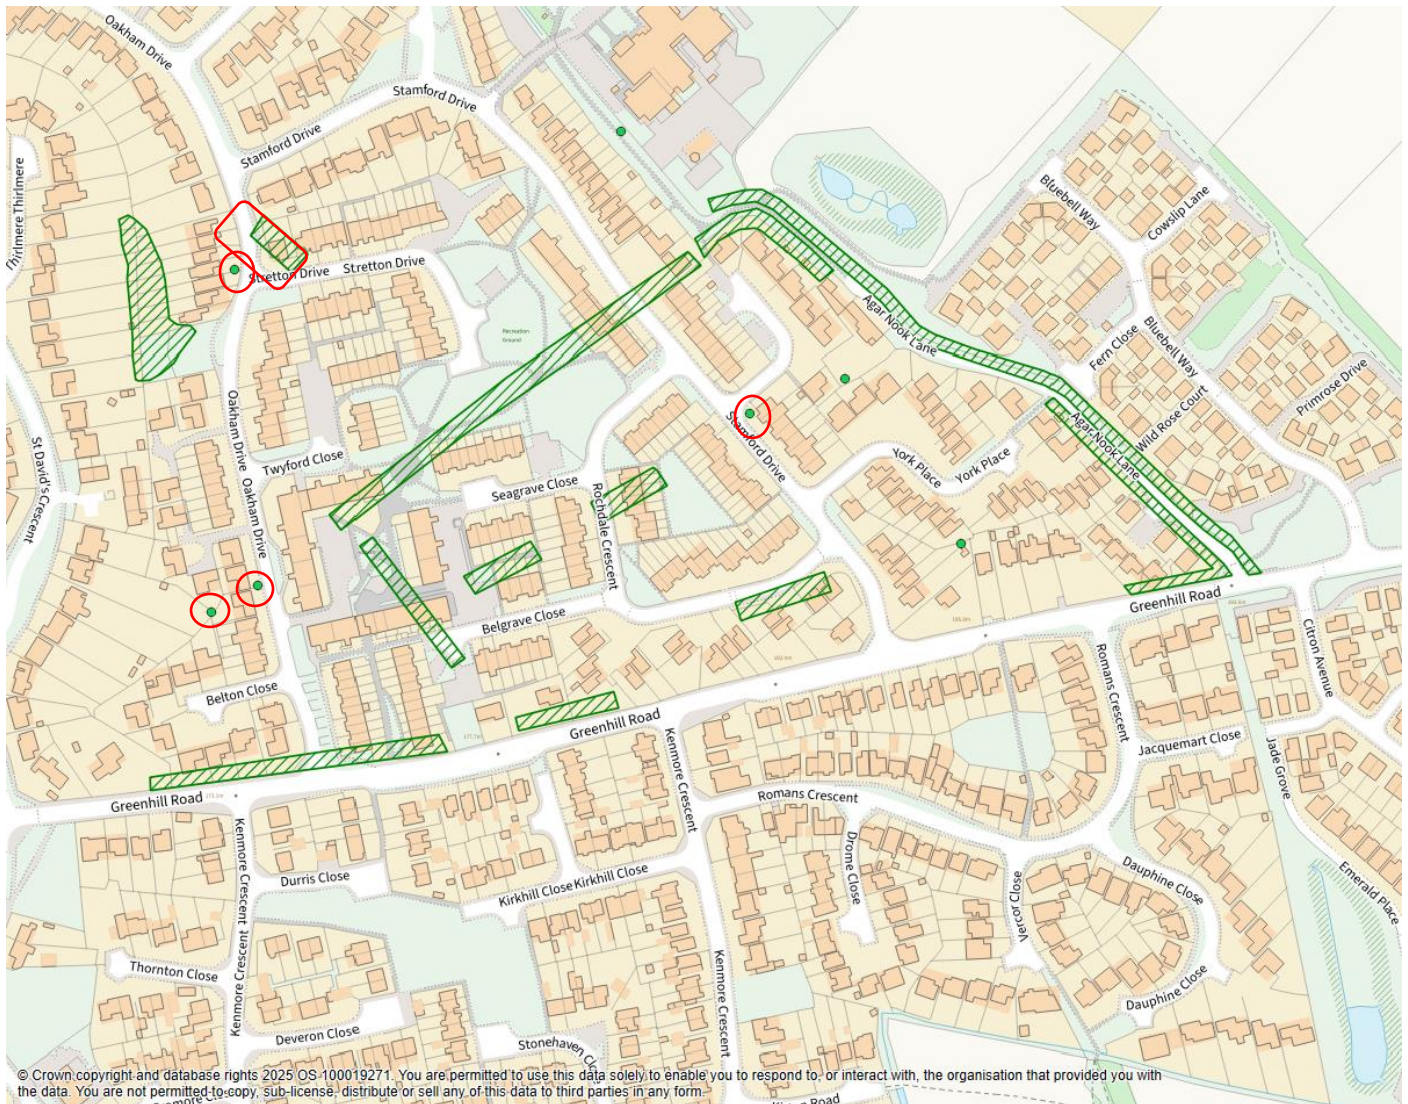 Oakham Drive
Stamford Drive
Stamford Drive
Thirlmere
Thirlmere
Bluebell Way
Cowslip Lane
Stretton Drive
Stretton Drive
Recreation
Ground
Agar Nook Lane
Fern Close
Bluebell Way
Primrose Drive
Wild Rose Court
Agar Nook Lane
Oakham Drive
Oakham Drive
St David's Crescent
Twyford Close
Seagrave Close
Rochdale Crescent
Stamford Drive
York Place
York Place
Belgrave Close
Greenhill Road
Belton Close
Greenhill Road
Romans Crescent
Citron Avenue
Jacquemart Close
Jade Grove
Greenhill Road
Kenmore Crescent
Romans Crescent
Drome Close
Durris Close
Kirkhill Close
Kirkhill Close
Dauphine Close
Vercor Close
Emerald Place
Kenmore Crescent
Kenmore Crescent
Thornton Close
Deveron Close
Kenmore Crescent
Dauphine Close
Stonehaven Close
© Crown copyright and database rights 2025 OS 100019271. You are permitted to use this data solely to enable you to respond to, or interact with, the organisation that provided you with
the data. You are not permitted to copy, sub-license, distribute or sell any of this data to third parties in any form.